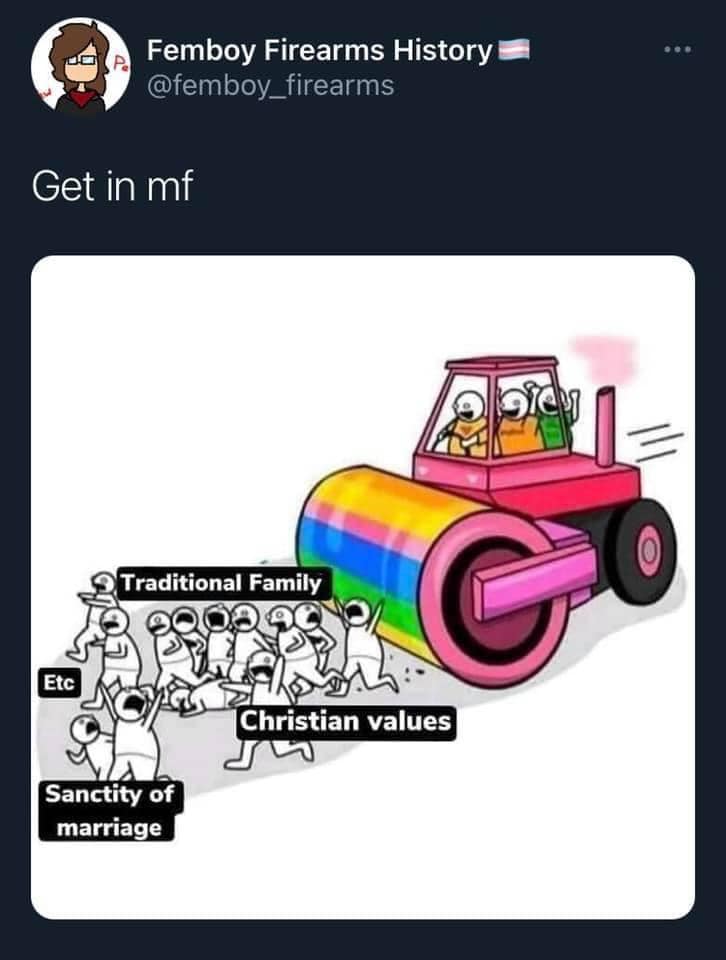 Femboy Firearms History🏳️‍⚧️
@femboy_firearms
Get in mf
Traditional Family
Etc
Christian values
Sanctity of
marriage